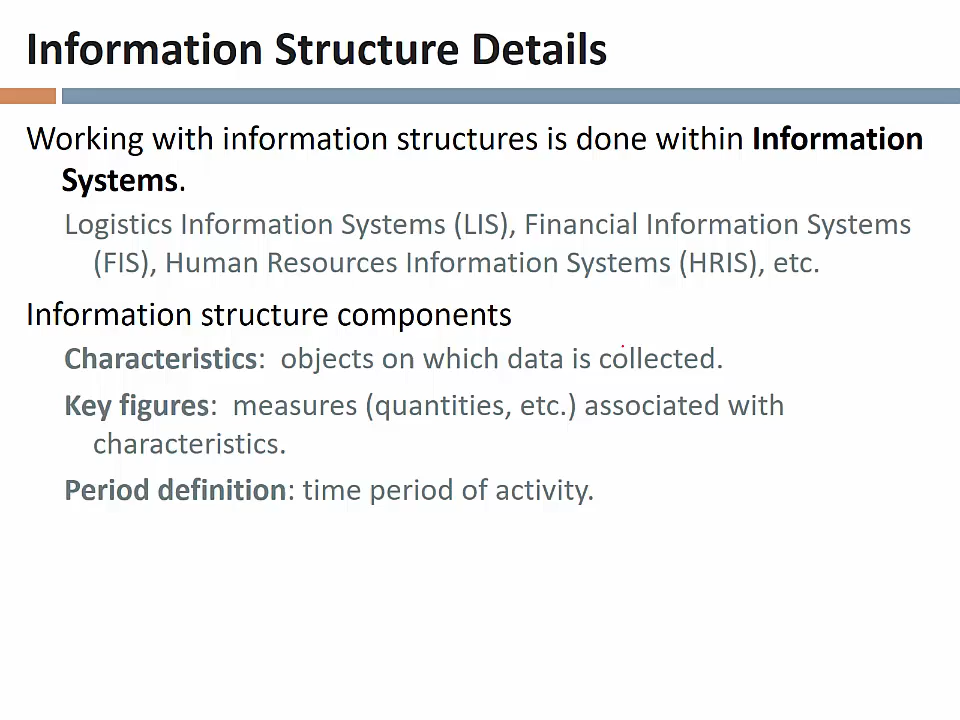 Information Structure Details
Working with information structures is done within Information
Systems.
Logistics Information Systems (LIS), Financial Information Systems
(FIS), Human Resources Information Systems (HRIS), etc.
Information structure components
Characteristics:  objects on which data is collected.
Key figures:  measures (quantities, etc.) associated with
characteristics.
Period definition: time period of activity.